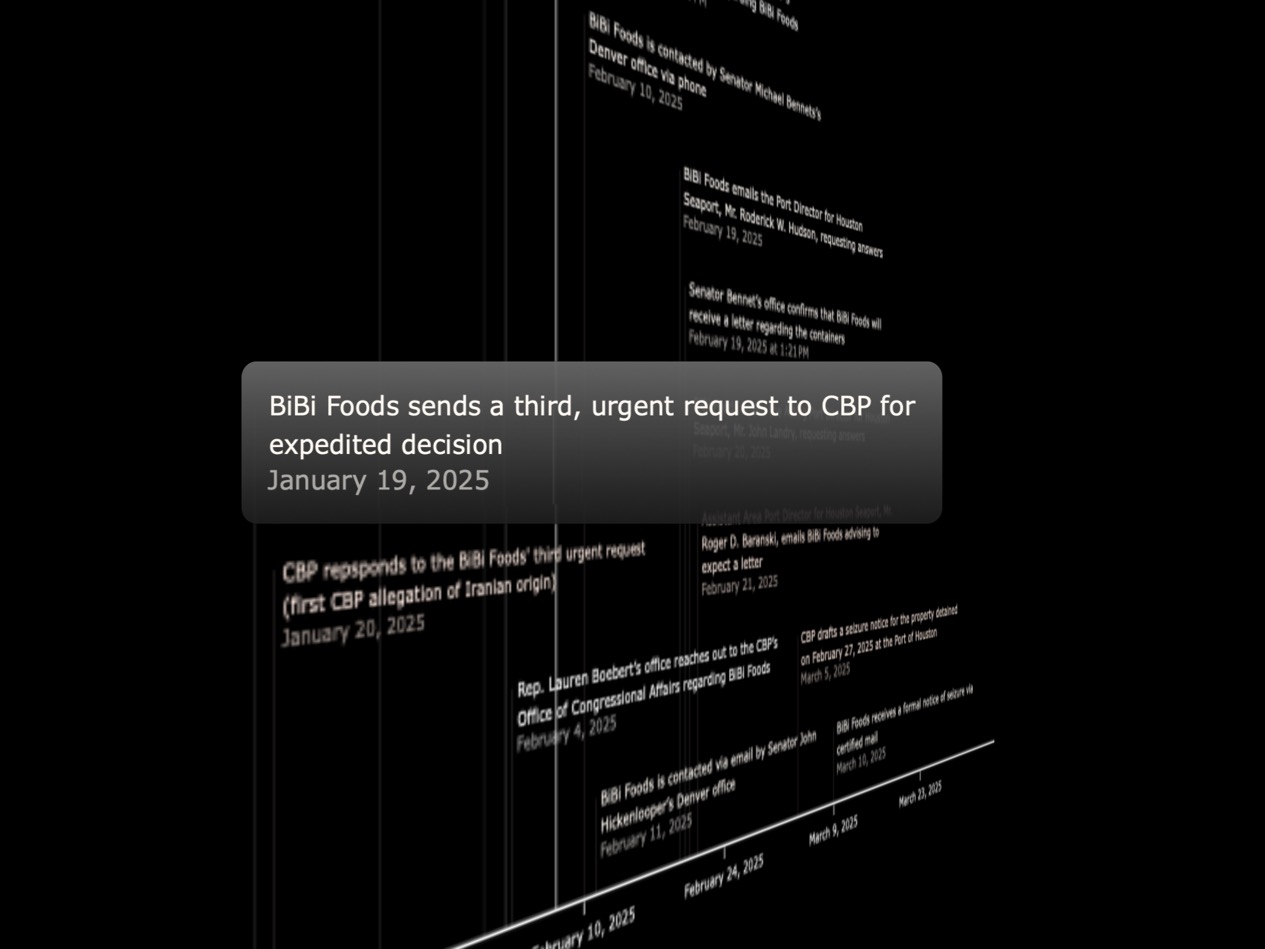 ng BiBi Foods
BiBi Foods is contacted by Senator Michael Bennets's
Denver office via phone
February 10, 2025
BiBi Foods emails the Port Director for Houston
Seaport, Mr. Roderick W. Hudson, requesting answers
February 19, 2025
Senator Bennet's office confirms that BiBi Foods will
receive a letter regarding the containers
February 19, 2025 at 1:21PM
BiBi Foods sends a third, urgent request to CBP for
expedited decision
January 19, 2025
Seaport, Mr. John Landry, requesting answers
February 20, 2025
Assistant Area Port Director for Houston Seaport, M.
Roger D. Baranski, emails BiBi Foods advising to
expect a letter
February 21, 2025
CBP repsponds to the BiBi Foods' third urgent request
(first CBP allegation of Iranian origin)
January 20, 2025
CBP drafts a seizure notice for the property detained
on February 27, 2025 at the Port of Houston
March 5, 2025
Rep. Lauren Boebert's office reaches out to the CBP's
Office of Congressional Affairs regarding BiBi Foods
February 4, 2025
BiBi Foods receives a formal notice of seizure via
certified mail
March 10, 2025
BiBi Foods is contacted via email by Senator John
Hickenlooper's Denver office
February 11, 2025
February 10, 2025
February 24, 2025
March 9, 2025
March 23, 2025